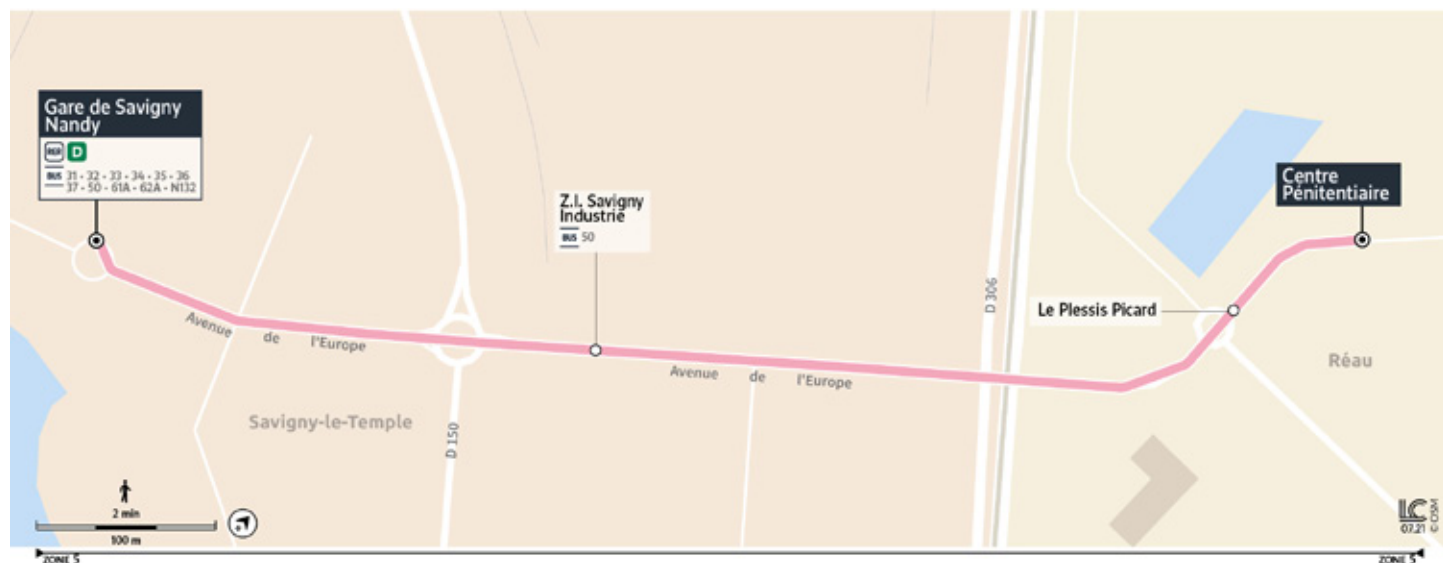 Gare de Savigny
Nandy
RER D
BUS 31 - 32 - 33 - 34 - 35 - 36
37 - 50 - 61A - 62A - N132
Z.I. Savigny
Industrie
BUS 50
Centre
Pénitentiaire
D 306
Le Plessis Picard
Réau
Avenue de l'Europe
Avenue de l'Europe
Savigny-le-Temple
D 150
2 min
100 m
LC
07.21
© OSM
ZONE 5
ZONE 5